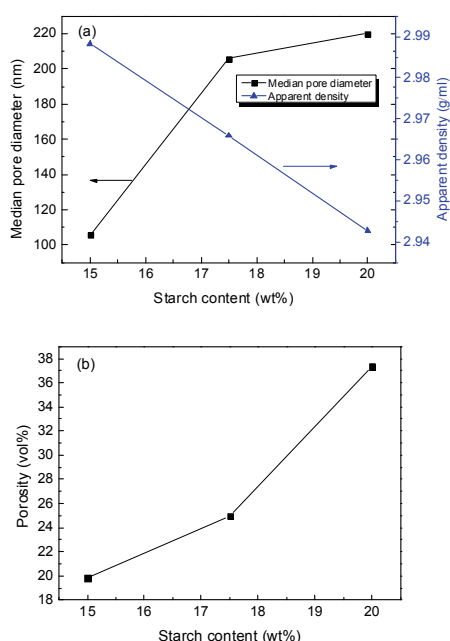 (a)
220
200
180
160
140
120
100
Median pore diameter (nm)
Median pore diameter
Apparent density
2.99
2.98
2.97
2.96
2.95
2.94
Apparent density (g/ml)
15 16 17 18 19 20
Starch content (wt%)
(b)
38
36
34
32
30
28
26
24
22
20
18
Porosity (vol%)
15 16 17 18 19 20
Starch content (wt%)